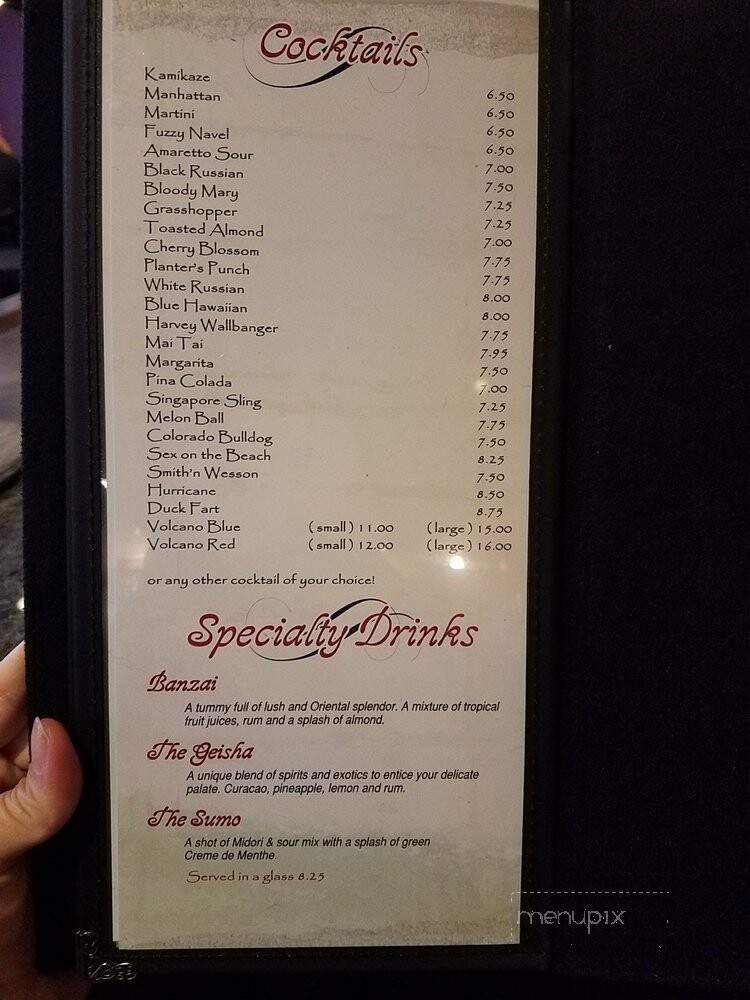 Cocktails
Kamikaze 6.50
Manhattan 6.50
Martini 6.50
Fuzzy Navel 6.50
Amaretto Sour 7.00
Black Russian 7.50
Bloody Mary 7.25
Grasshopper 7.25
Toasted Almond 7.00
Cherry Blossom 7.75
Planter's Punch 7.75
White Russian 8.00
Blue Hawaiian 8.00
Harvey Wallbanger 7.75
Mai Tai 7.95
Margarita 7.50
Pina Colada 7.00
Singapore Sling 7.25
Melon Ball 7.75
Colorado Bulldog 7.50
Sex on the Beach 8.25
Smith'n Wesson 7.50
Hurricane 8.50
Duck Fart 8.75
Volcano Blue (small) 11.00 (large) 15.00
Volcano Red (small) 12.00 (large) 16.00
or any other cocktail of your choice!
Specialty Drinks
Banzai
A tummy full of lush and Oriental splendor. A mixture of tropical
fruit juices, rum and a splash of almond.
The Geisha
A unique blend of spirits and exotics to entice your delicate
palate. Curacao, pineapple, lemon and rum.
The Sumo
A shot of Midori & sour mix with a splash of green
Creme de Menthe.
Served in a glass 8.25
menupix